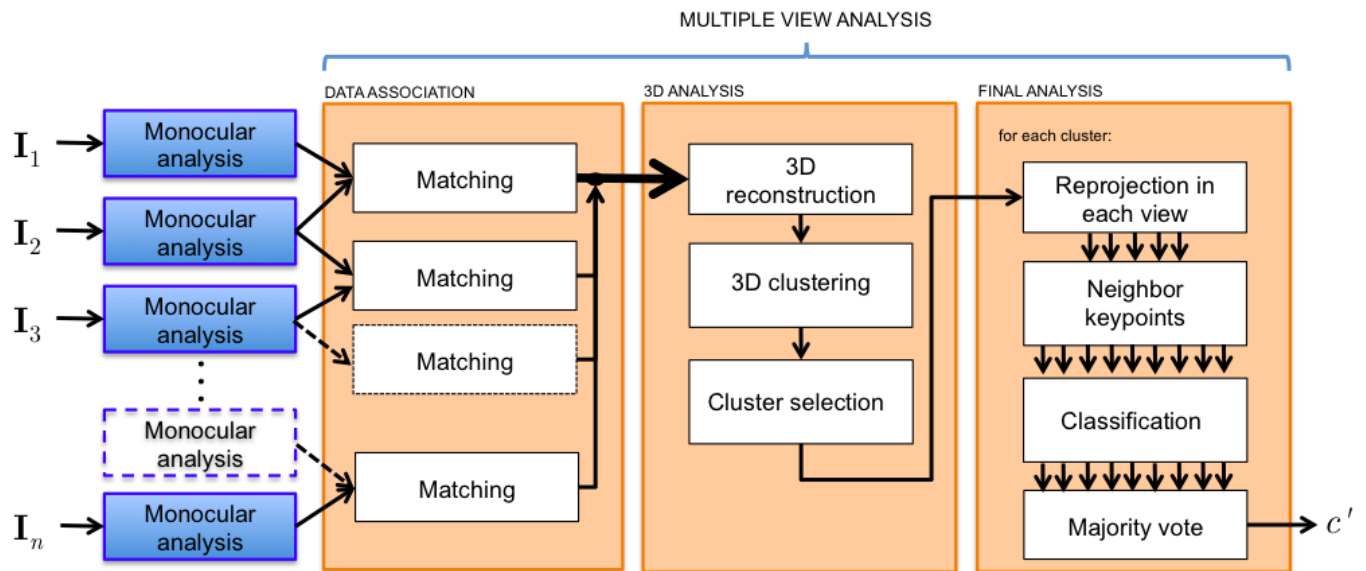 MULTIPLE VIEW ANALYSIS
DATA ASSOCIATION
3D ANALYSIS
FINAL ANALYSIS
I₁
Monocular
analysis
I₂
Monocular
analysis
I₃
Monocular
analysis
Monocular
analysis
Iₙ
Monocular
analysis
Matching
Matching
Matching
Matching
3D
reconstruction
3D clustering
Cluster selection
for each cluster:
Reprojection in
each view
Neighbor
keypoints
Classification
Majority vote
c'